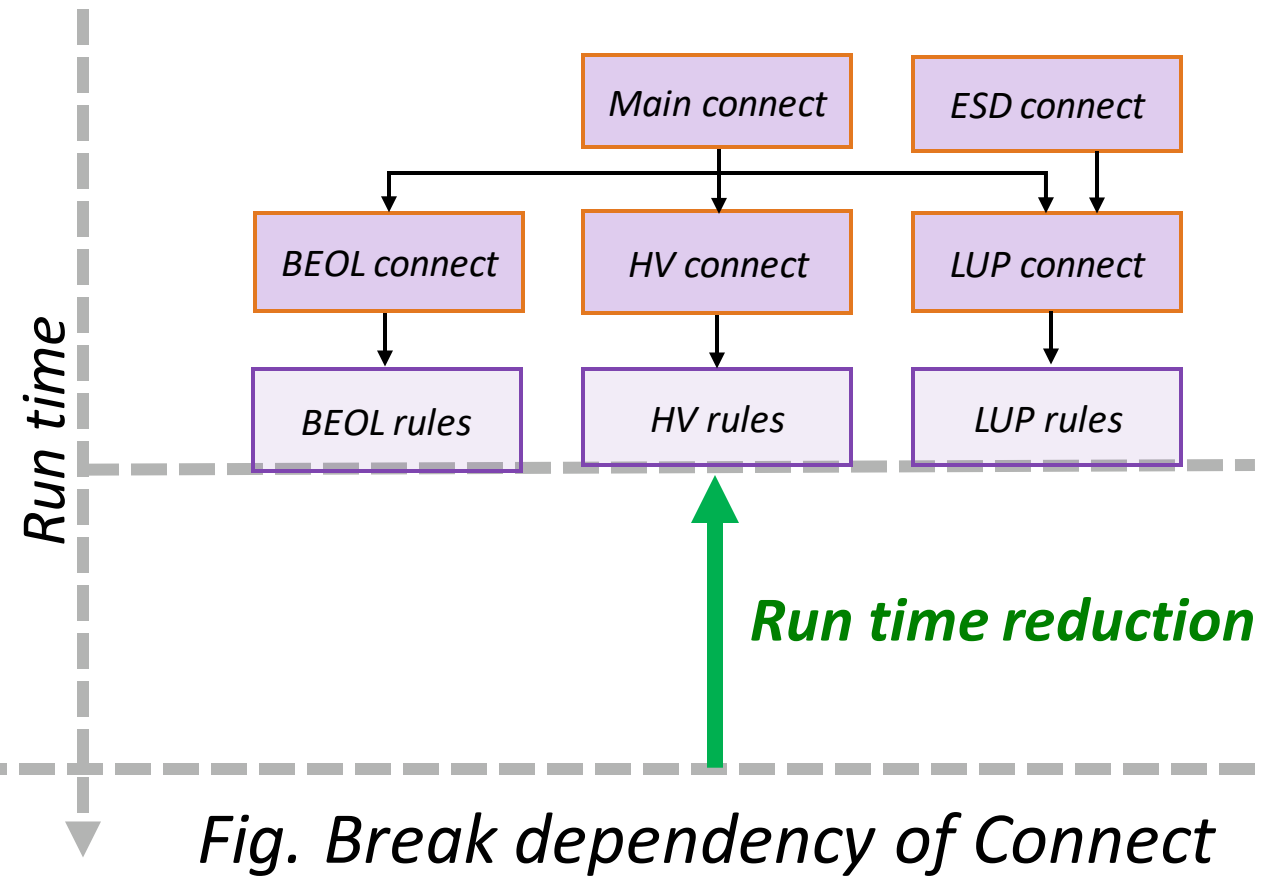 Main connect
ESD connect
BEOL connect
HV connect
LUP connect
BEOL rules
HV rules
LUP rules
Run time
Run time reduction
Fig. Break dependency of Connect